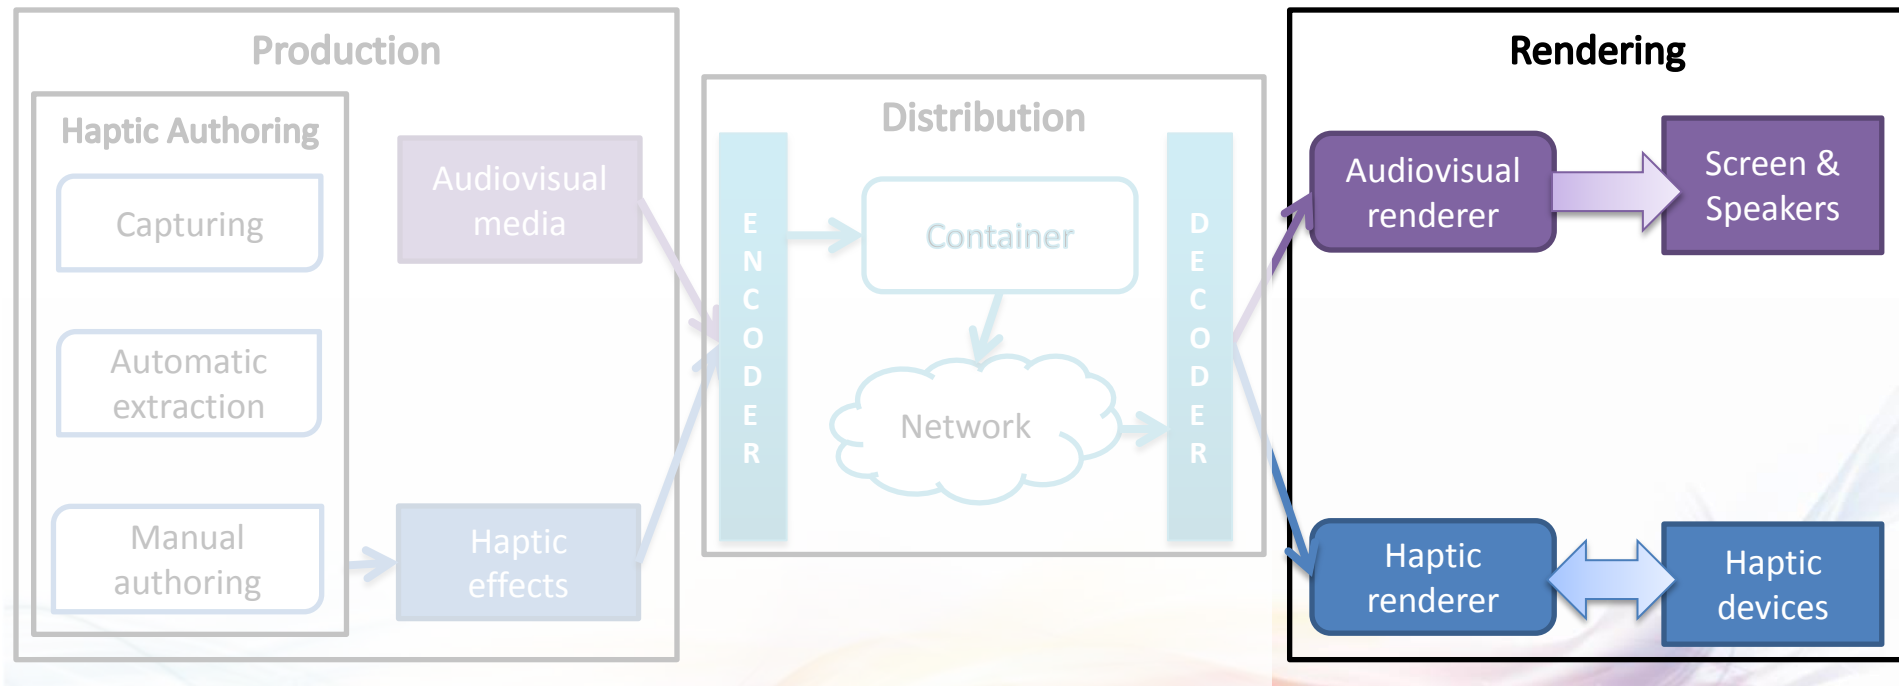 Production
Haptic Authoring
Capturing
Automatic
extraction
Manual
authoring
Audiovisual
media
Haptic
effects
Distribution
ENCODER
Container
Network
DECODER
Rendering
Audiovisual
renderer
Screen &
Speakers
Haptic
renderer
Haptic
devices